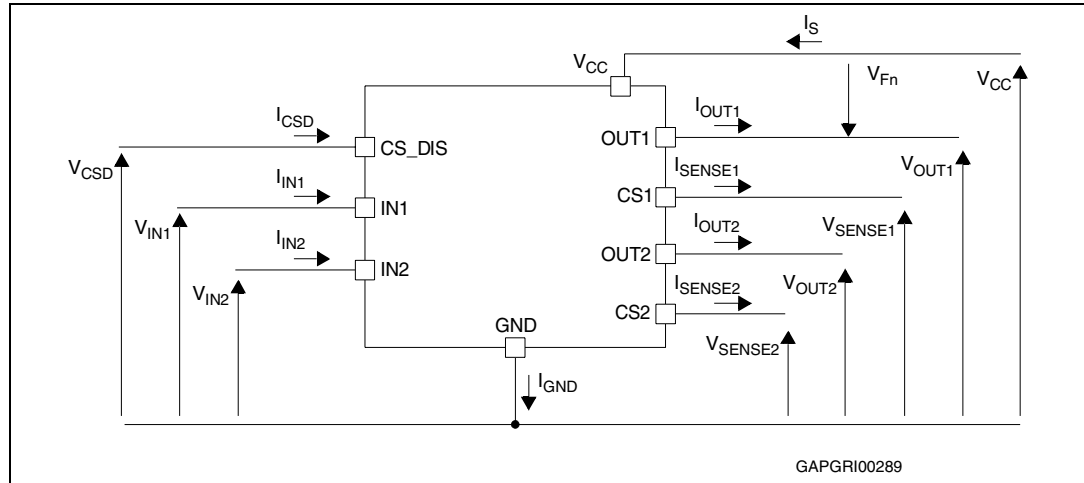 I_S
V_CC
V_Fn
V_CC
I_OUT1
I_CSD
OUT1
CS_DIS
V_CSD
V_OUT1
I_SENSE1
I_IN1
CS1
IN1
V_IN1
V_SENSE1
I_OUT2
I_IN2
OUT2
IN2
V_OUT2
V_IN2
I_SENSE2
CS2
GND
V_SENSE2
I_GND
GAPGRI00289